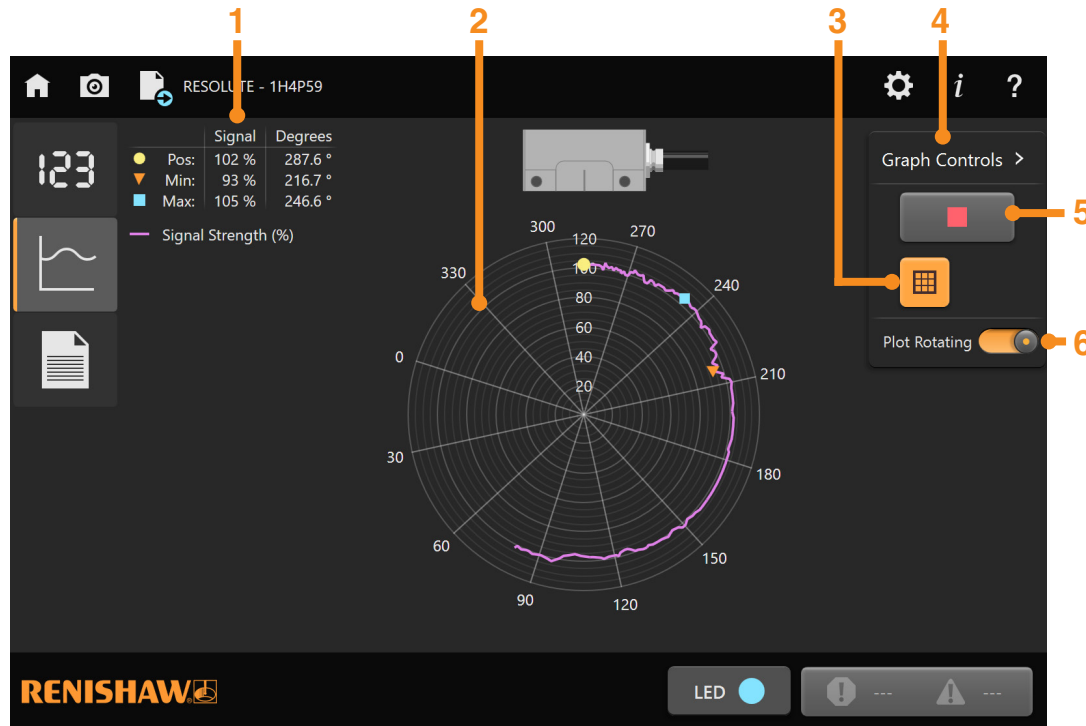 1 2 3 4
RESOLUTE - 1H4P59 i ?
Signal Degrees
Pos: 102 % 287.6 °
Min: 93 % 216.7 °
Max: 105 % 246.6 °
Signal Strength (%)
123
Graph Controls >
5
3
Plot Rotating
6
300 120 270
330 100 240
80
60
0 40 210
20
30 180
60 150
90 120
RENISHAW
LED ! --- ! ---